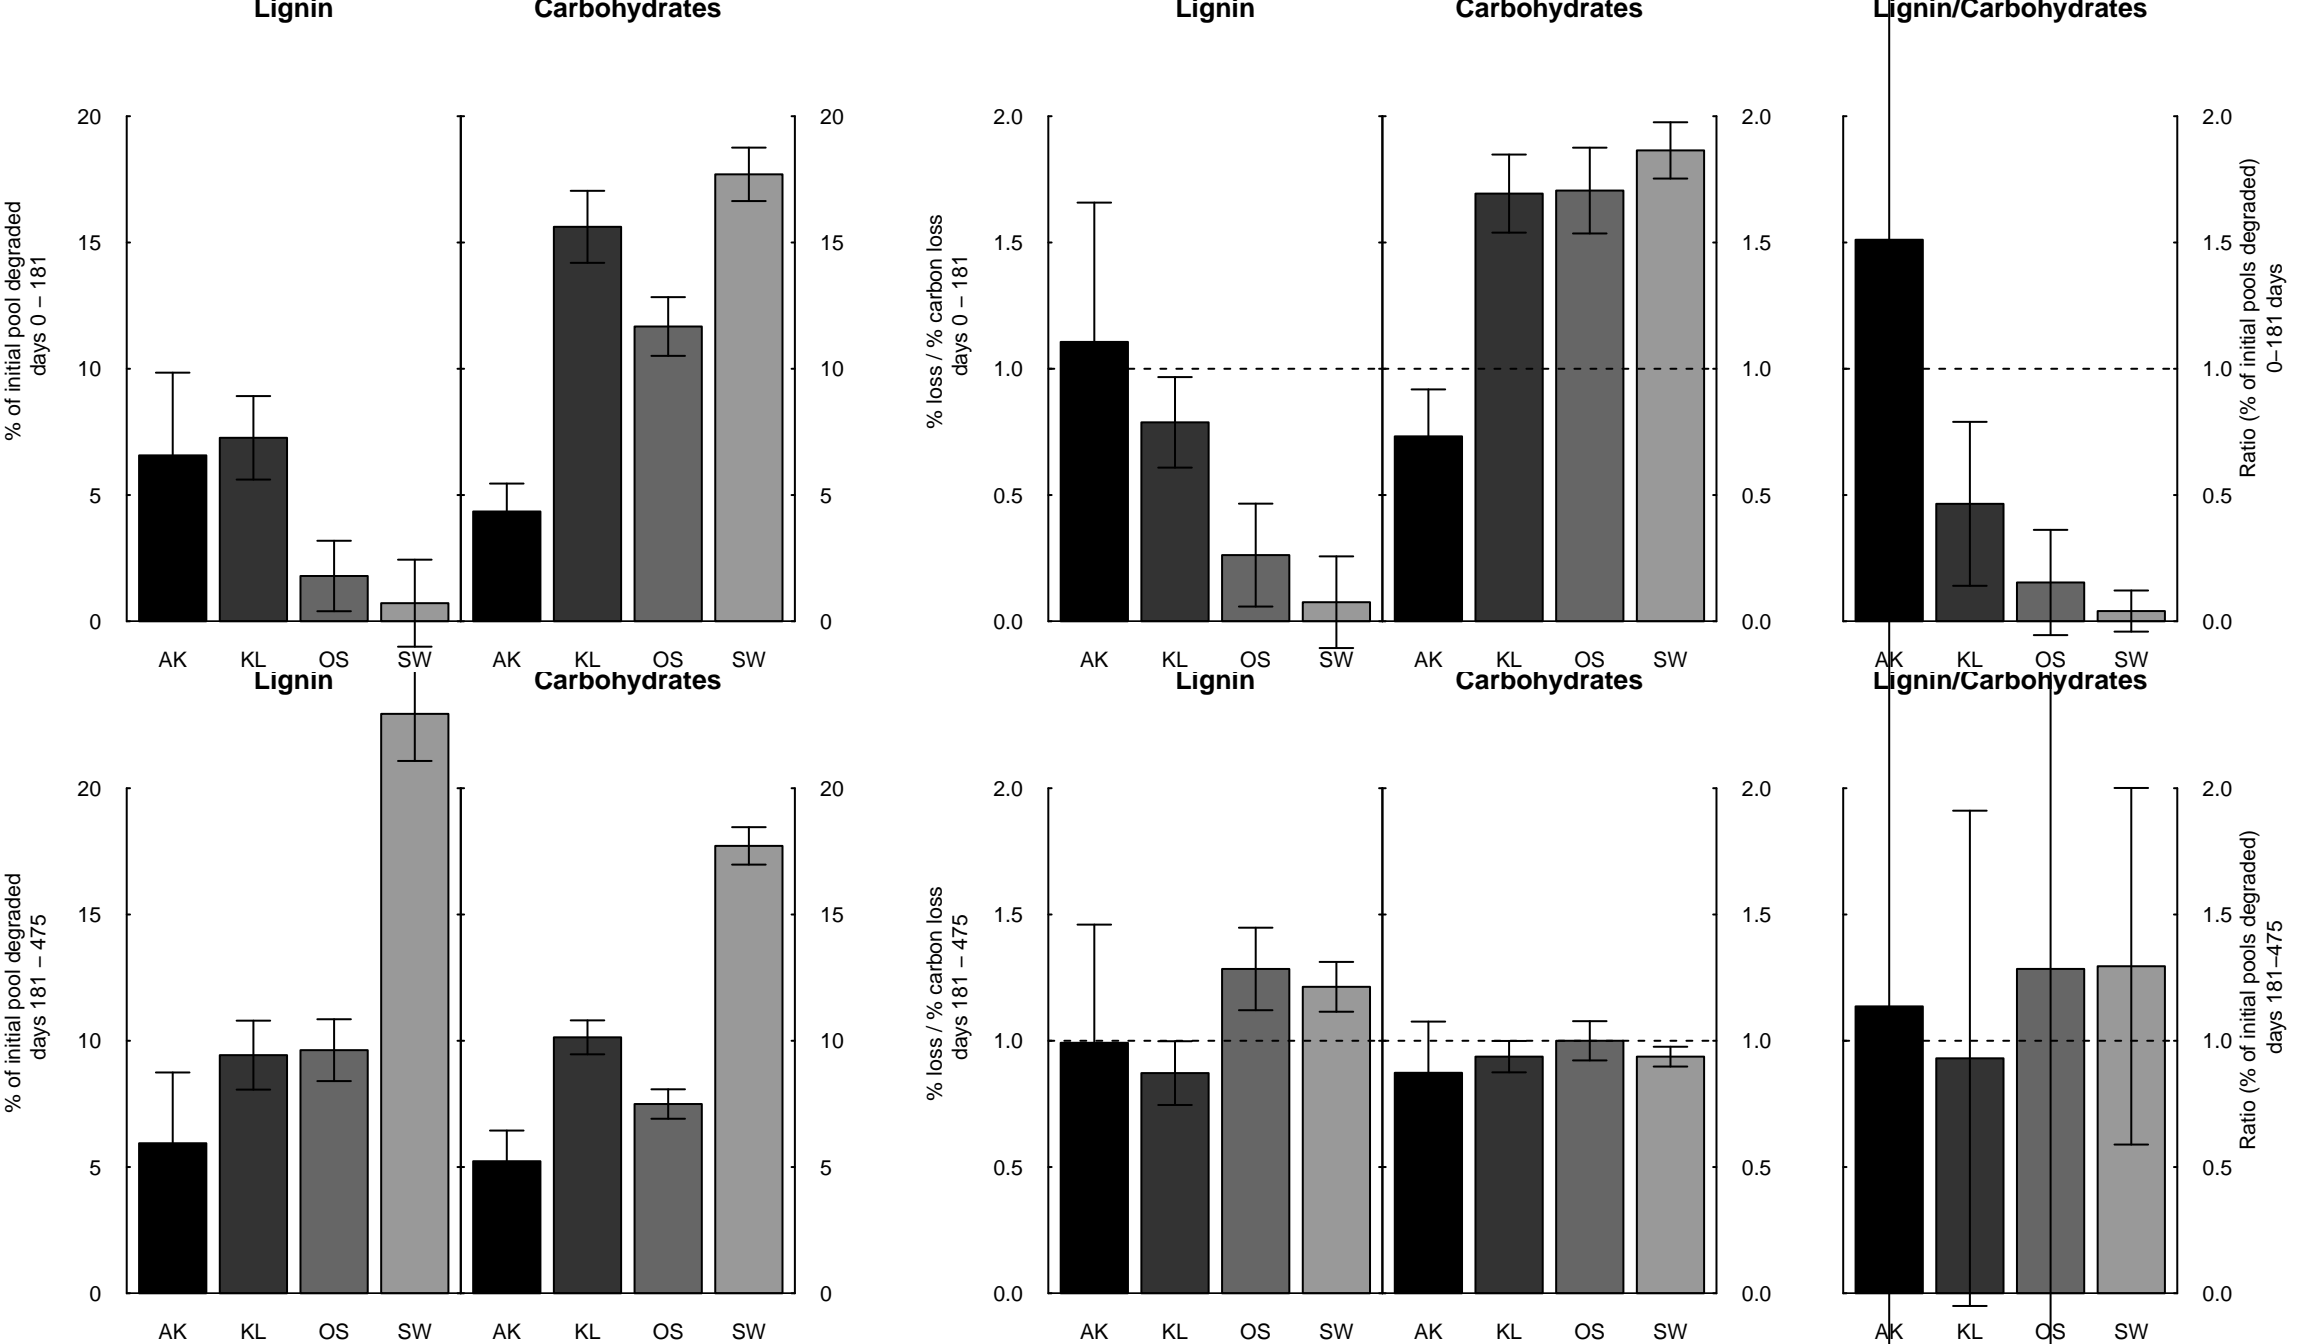 Lignin
Carbohydrates
Lignin
Carbohydrates
Lignin/Carbohydrates
% of initial pool degraded
days 0 – 181
20
15
10
5
0
AK KL OS SW
AK KL OS SW
20
15
10
5
0
% loss / % carbon loss
days 0 – 181
2.0
1.5
1.0
0.5
0.0
AK KL OS SW
AK KL OS SW
2.0
1.5
1.0
0.5
0.0
AK KL OS SW
2.0
1.5
1.0
0.5
0.0
Ratio (% of initial pools degraded)
0–181 days
Lignin
Carbohydrates
Lignin
Carbohydrates
Lignin/Carbohydrates
% of initial pool degraded
days 181 – 475
20
15
10
5
0
AK KL OS SW
AK KL OS SW
20
15
10
5
0
% loss / % carbon loss
days 181 – 475
2.0
1.5
1.0
0.5
0.0
AK KL OS SW
AK KL OS SW
2.0
1.5
1.0
0.5
0.0
AK KL OS SW
2.0
1.5
1.0
0.5
0.0
Ratio (% of initial pools degraded)
days 181–475